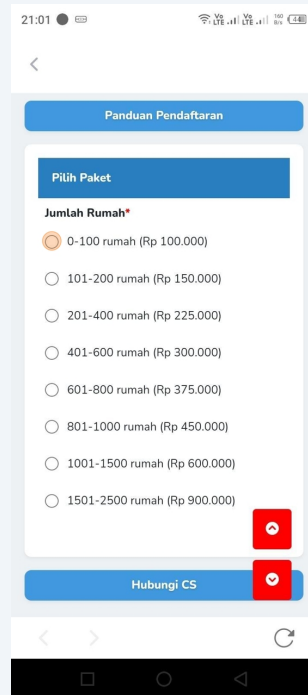 21:01
Panduan Pendaftaran
Pilih Paket
Jumlah Rumah*
0-100 rumah (Rp 100.000)
101-200 rumah (Rp 150.000)
201-400 rumah (Rp 225.000)
401-600 rumah (Rp 300.000)
601-800 rumah (Rp 375.000)
801-1000 rumah (Rp 450.000)
1001-1500 rumah (Rp 600.000)
1501-2500 rumah (Rp 900.000)
Hubungi CS